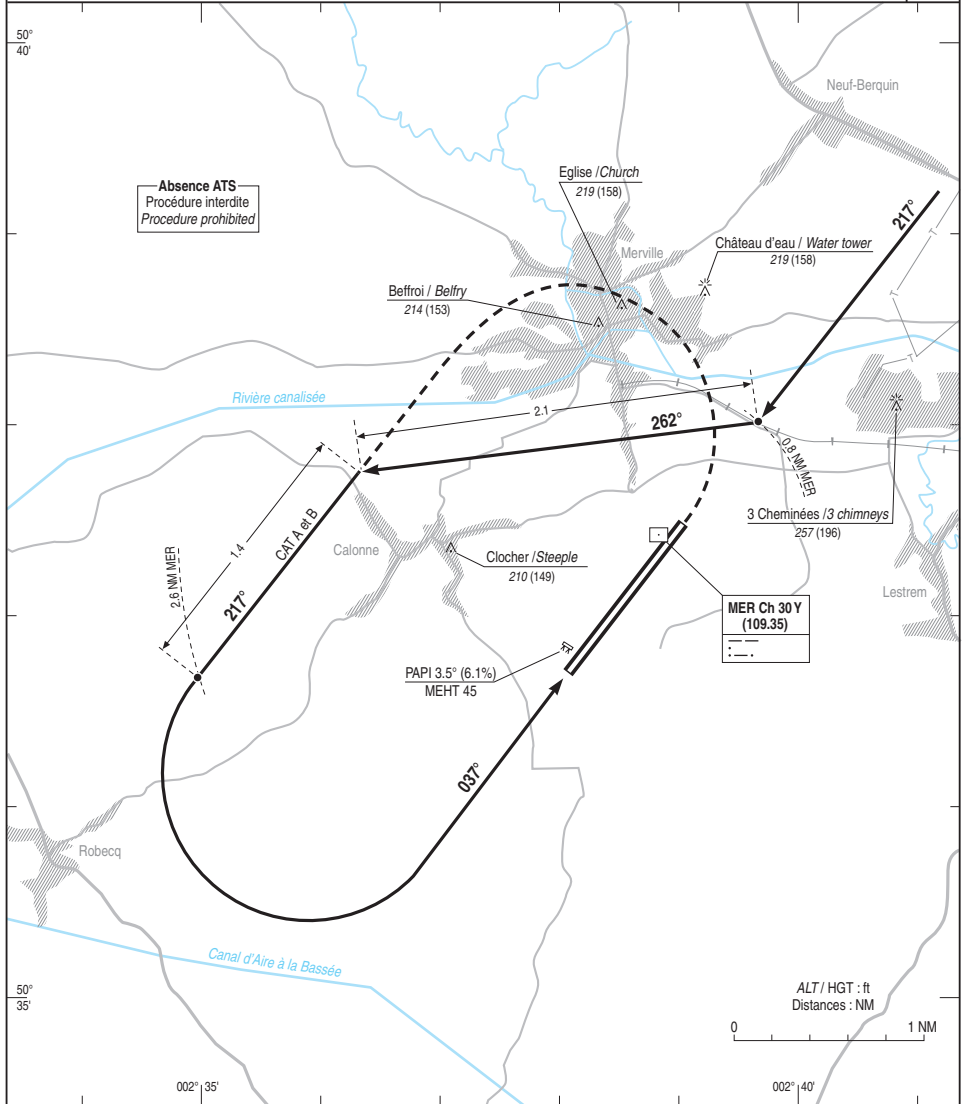 50°
40'
Neuf-Berquin
Absence ATS
Procédure interdite
Procedure prohibited
Eglise / Church
219 (158)
217°
Merville
Château d'eau / Water tower
219 (158)
Beffroi / Belfry
214 (153)
Rivière canalisée
2.1
262°
0.8 NM MER
3 Cheminées / 3 chimneys
257 (196)
1.4
CAT A et B
Calonne
Clocher / Steeple
210 (149)
2.6 NM MER
217°
Lestrem
MER Ch 30 Y
(109.35)
PAPI 3.5° (6.1%)
MEHT 45
037°
Robecq
Canal d'Aire à la Bassée
50°
35'
ALT / HGT : ft
Distances : NM
0 1 NM
002° 35'
002° 40'